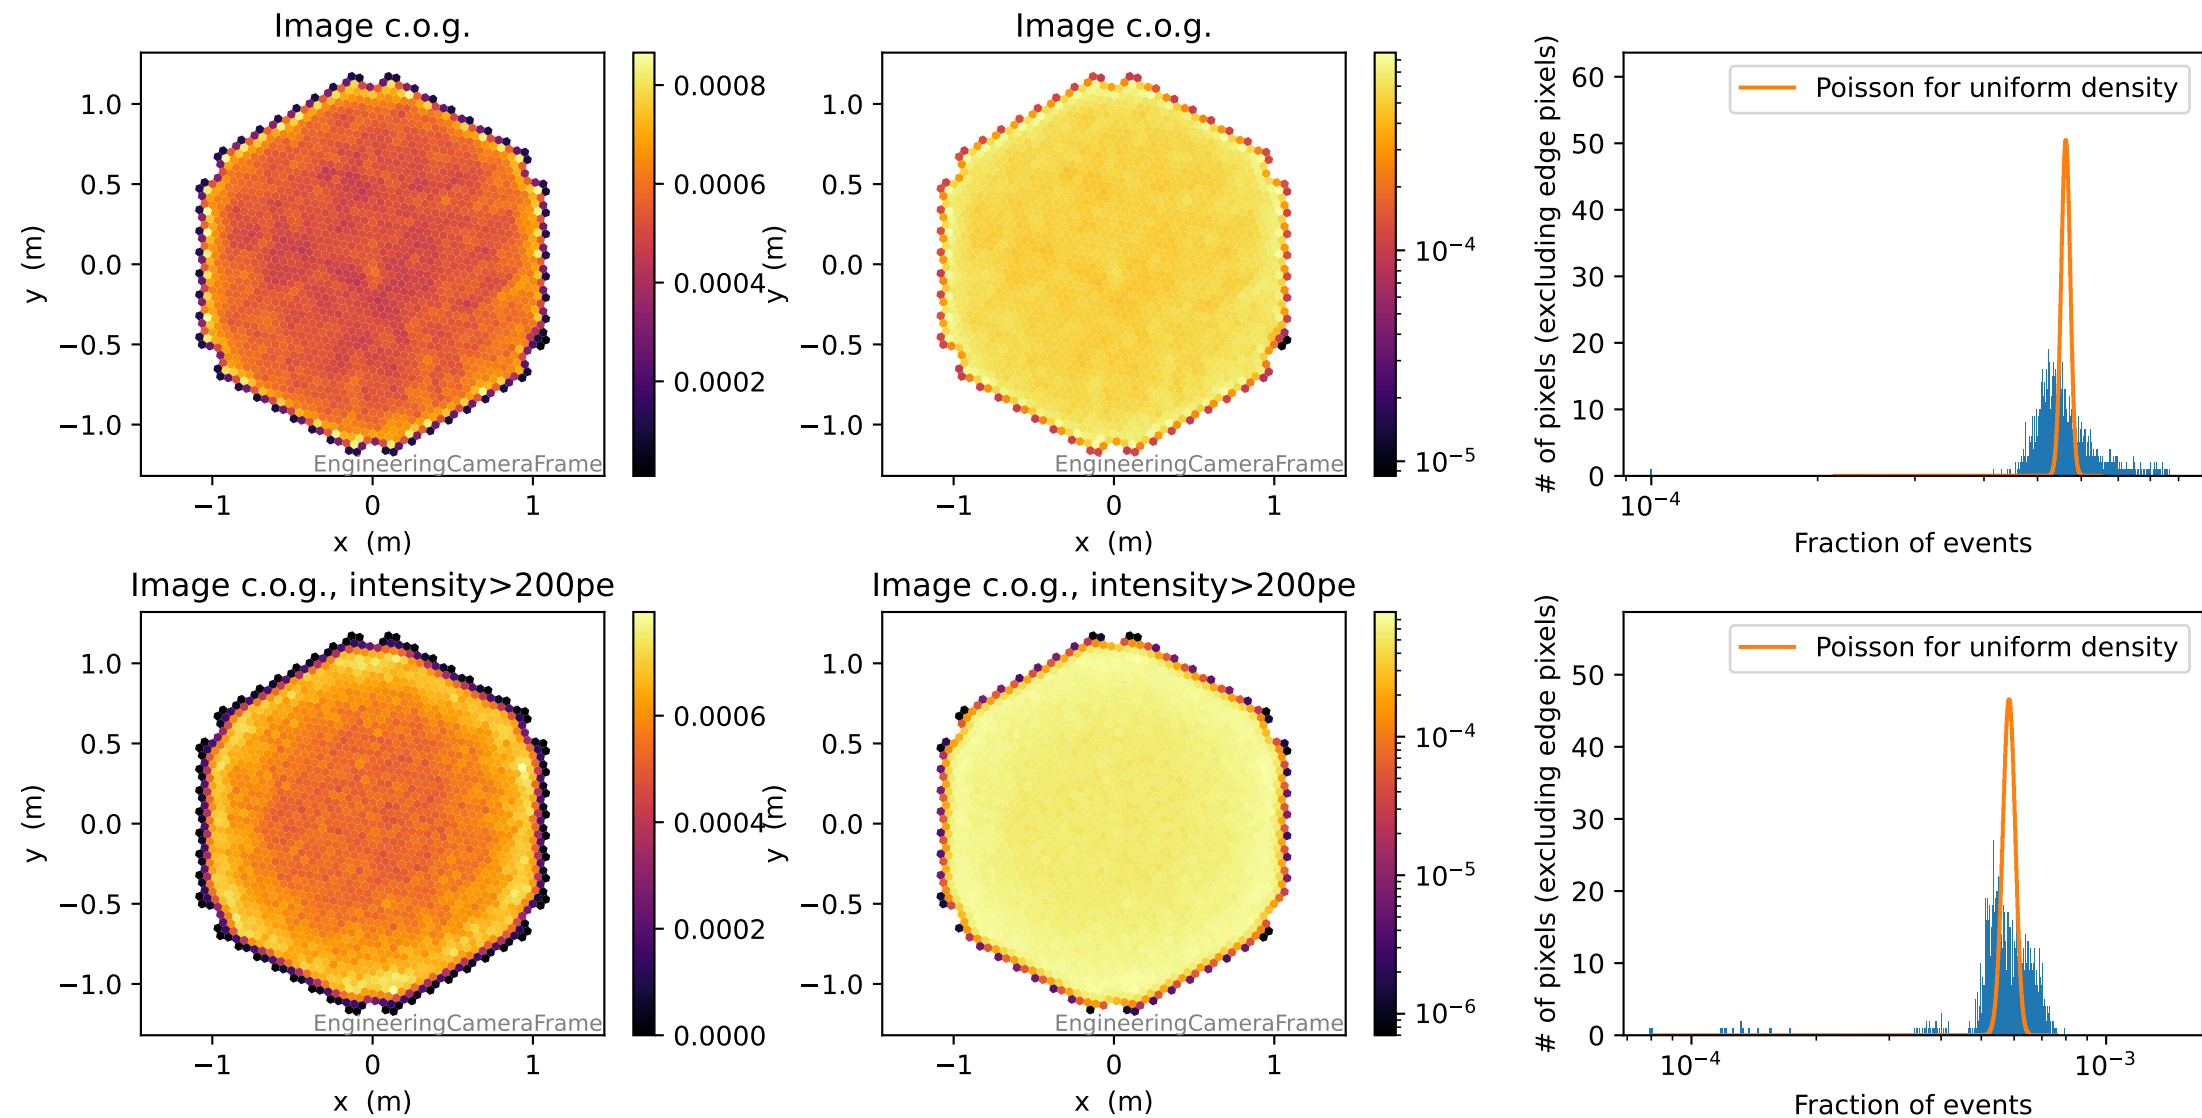 Image c.o.g.
1.0
0.5
0.0
−0.5
−1.0
−1
0
1
y (m)
x (m)
EngineeringCameraFrame
0.0008
0.0006
0.0004
0.0002
Image c.o.g.
1.0
0.5
0.0
−0.5
−1.0
−1
0
1
y (m)
x (m)
EngineeringCameraFrame
10−4
10−5
60
50
40
30
20
10
0
10−4
# of pixels (excluding edge pixels)
Fraction of events
Poisson for uniform density
Image c.o.g., intensity>200pe
1.0
0.5
0.0
−0.5
−1.0
−1
0
1
y (m)
x (m)
EngineeringCameraFrame
0.0006
0.0004
0.0002
0.0000
Image c.o.g., intensity>200pe
1.0
0.5
0.0
−0.5
−1.0
−1
0
1
y (m)
x (m)
EngineeringCameraFrame
10−4
10−5
10−6
50
40
30
20
10
0
10−4
10−3
# of pixels (excluding edge pixels)
Fraction of events
Poisson for uniform density